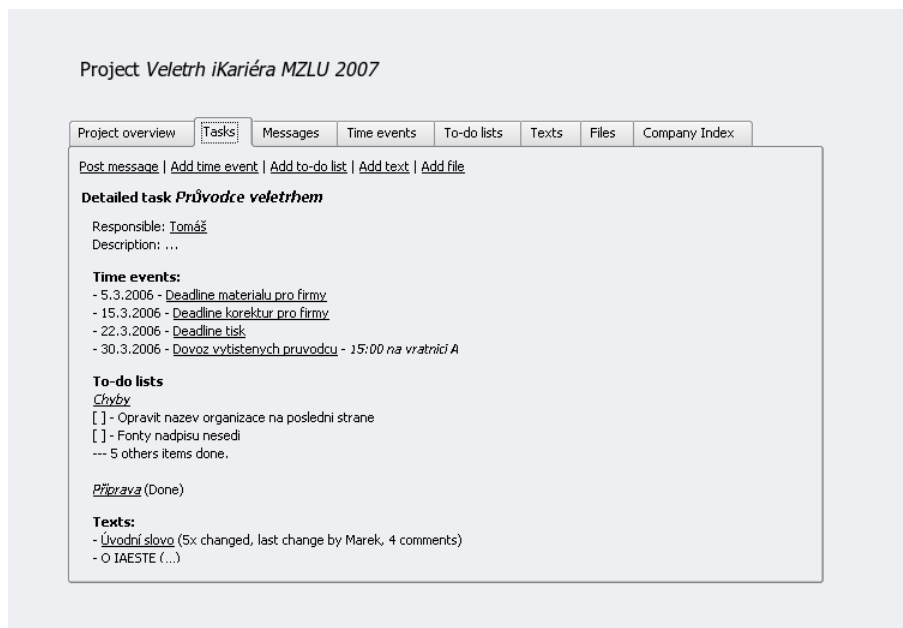 Project Veletrh iKariéra MZLU 2007
Project overview Tasks Messages Time events To-do lists Texts Files Company Index
Post message | Add time event | Add to-do list | Add text | Add file
Detailed task Průvodce veletrhem
Responsible: Tomáš
Description: ...
Time events:
- 5.3.2006 - Deadline materialu pro firmy
- 15.3.2006 - Deadline korektur pro firmy
- 22.3.2006 - Deadline tisk
- 30.3.2006 - Dovoz vytistenych pruvodcu - 15:00 na vratnici A
To-do lists
Chyby
[ ] - Opravit nazev organizace na posledni strane
[ ] - Fonty nadpisu nesedi
--- 5 others items done.
Příprava (Done)
Texts:
- Úvodní slovo (5x changed, last change by Marek, 4 comments)
- O IAESTE (...)